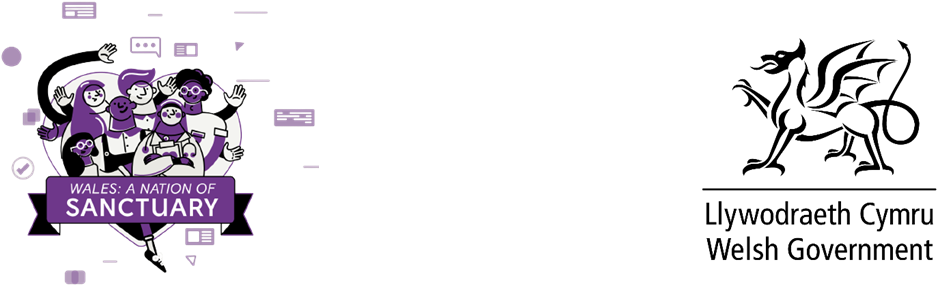 WALES: A NATION OF
SANCTUARY
Llywodraeth Cymru
Welsh Government